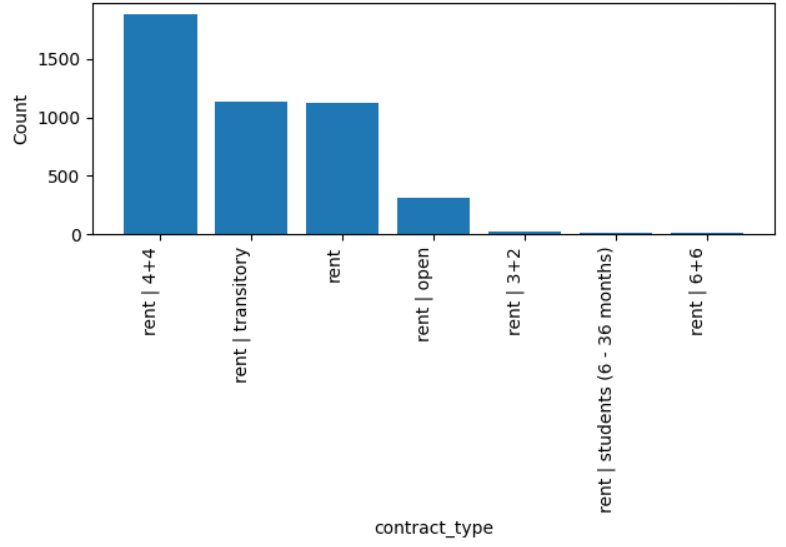 Count
1500
1000
500
0
rent | 4+4
rent | transitory
rent
rent | open
rent | 3+2
rent | students (6 - 36 months)
rent | 6+6
contract_type